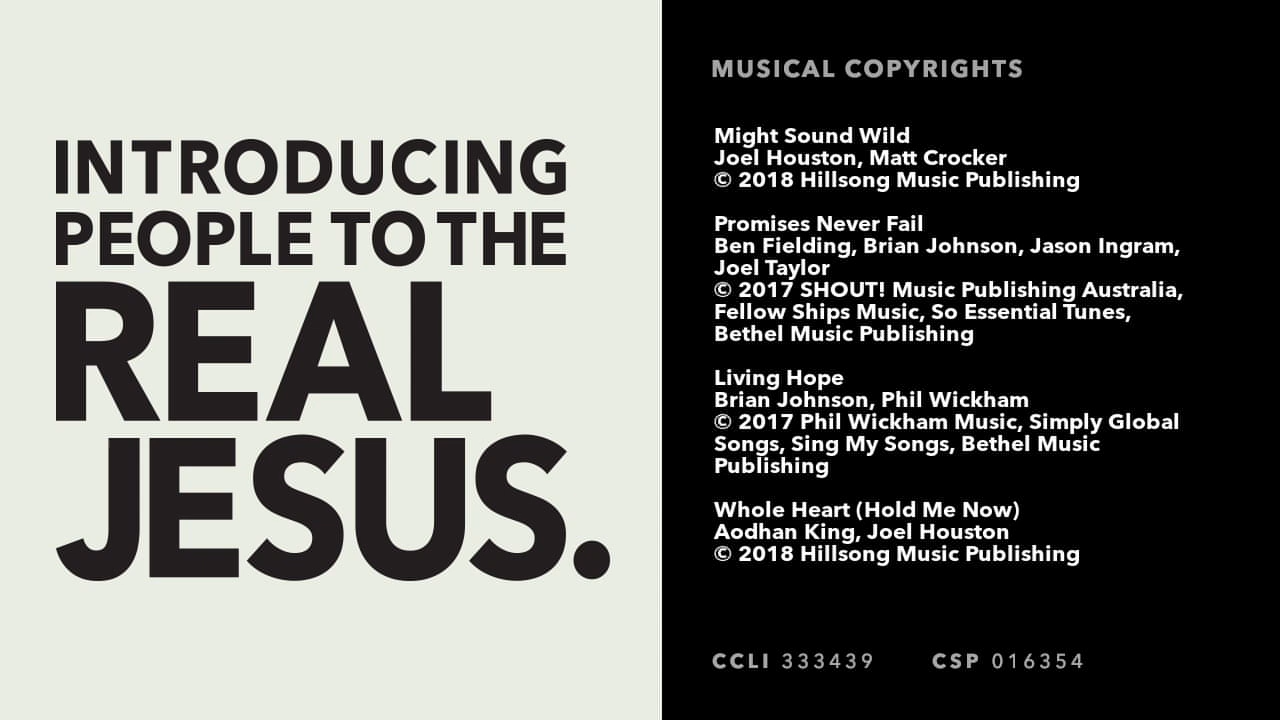 INTRODUCING
PEOPLE TO THE
REAL
JESUS.
MUSICAL COPYRIGHTS
Might Sound Wild
Joel Houston, Matt Crocker
© 2018 Hillsong Music Publishing
Promises Never Fail
Ben Fielding, Brian Johnson, Jason Ingram,
Joel Taylor
© 2017 SHOUT! Music Publishing Australia,
Fellow Ships Music, So Essential Tunes,
Bethel Music Publishing
Living Hope
Brian Johnson, Phil Wickham
© 2017 Phil Wickham Music, Simply Global
Songs, Sing My Songs, Bethel Music
Publishing
Whole Heart (Hold Me Now)
Aodhan King, Joel Houston
© 2018 Hillsong Music Publishing
CCLI 333439 CSP 016354